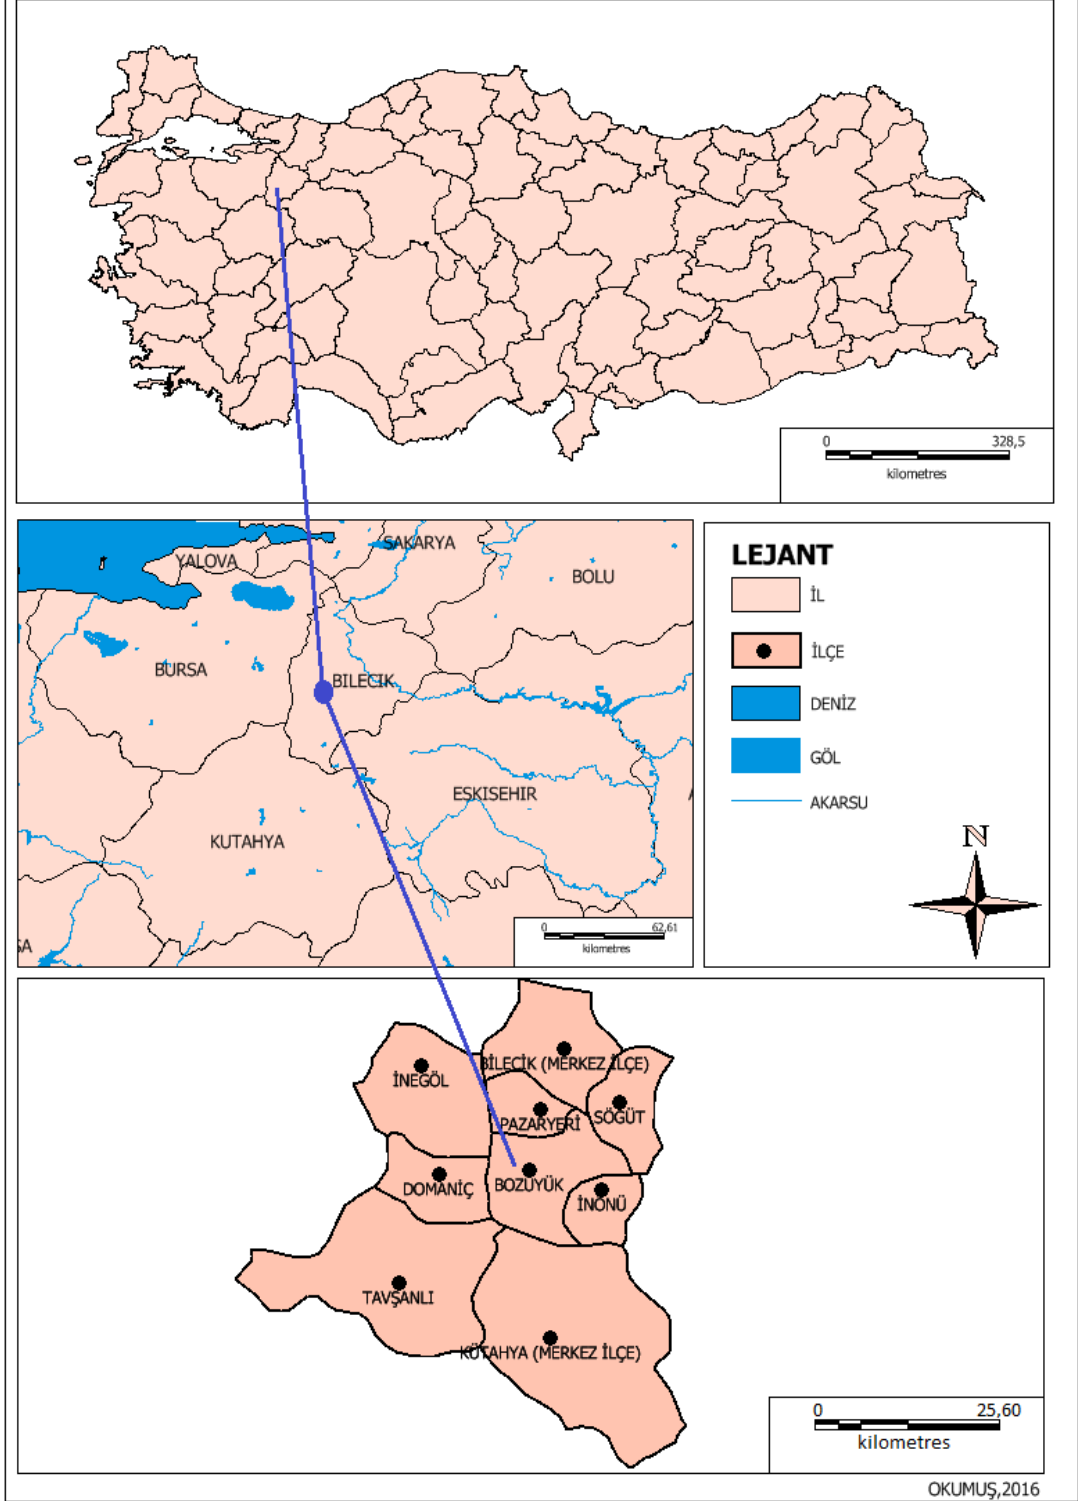 0 328,5
kilometres
YALOVA
SAKARYA
BOLU
BURSA
BILECIK
ESKISEHIR
KUTAHYA
SA
0 62,61
kilometres
LEJANT
İL
İLÇE
DENİZ
GÖL
AKARSU
N
BİLECİK (MERKEZ İLÇE)
İNEGÖL
PAZARYERİ
SÖĞÜT
DOMANİÇ
BOZÜYÜK
İNÖNÜ
TAVŞANLI
KÜTAHYA (MERKEZ İLÇE)
0 25,60
kilometres
OKUMUŞ,2016